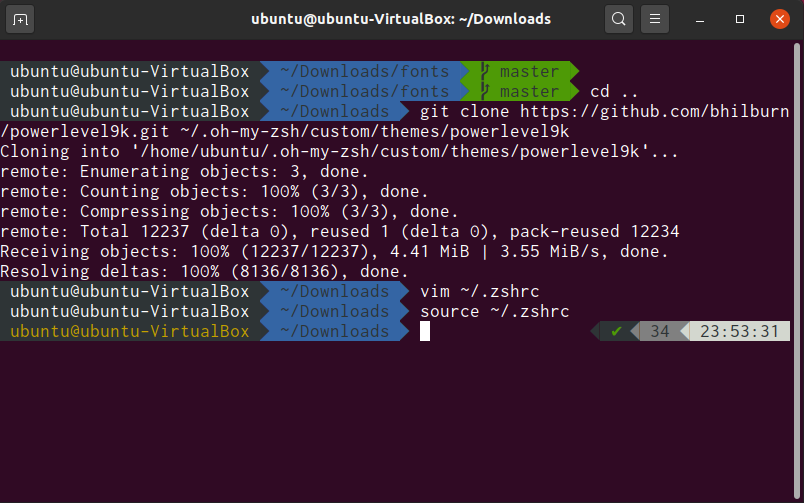 ubuntu@ubuntu-VirtualBox: ~/Downloads
ubuntu@ubuntu-VirtualBox ~/Downloads/fonts master
ubuntu@ubuntu-VirtualBox ~/Downloads/fonts master cd ..
ubuntu@ubuntu-VirtualBox ~/Downloads git clone https://github.com/bhilburn
/powerlevel9k.git ~/.oh-my-zsh/custom/themes/powerlevel9k
Cloning into '/home/ubuntu/.oh-my-zsh/custom/themes/powerlevel9k'...
remote: Enumerating objects: 3, done.
remote: Counting objects: 100% (3/3), done.
remote: Compressing objects: 100% (3/3), done.
remote: Total 12237 (delta 0), reused 1 (delta 0), pack-reused 12234
Receiving objects: 100% (12237/12237), 4.41 MiB | 3.55 MiB/s, done.
Resolving deltas: 100% (8136/8136), done.
ubuntu@ubuntu-VirtualBox ~/Downloads vim ~/.zshrc
ubuntu@ubuntu-VirtualBox ~/Downloads source ~/.zshrc
ubuntu@ubuntu-VirtualBox ~/Downloads ✔ 34 23:53:31